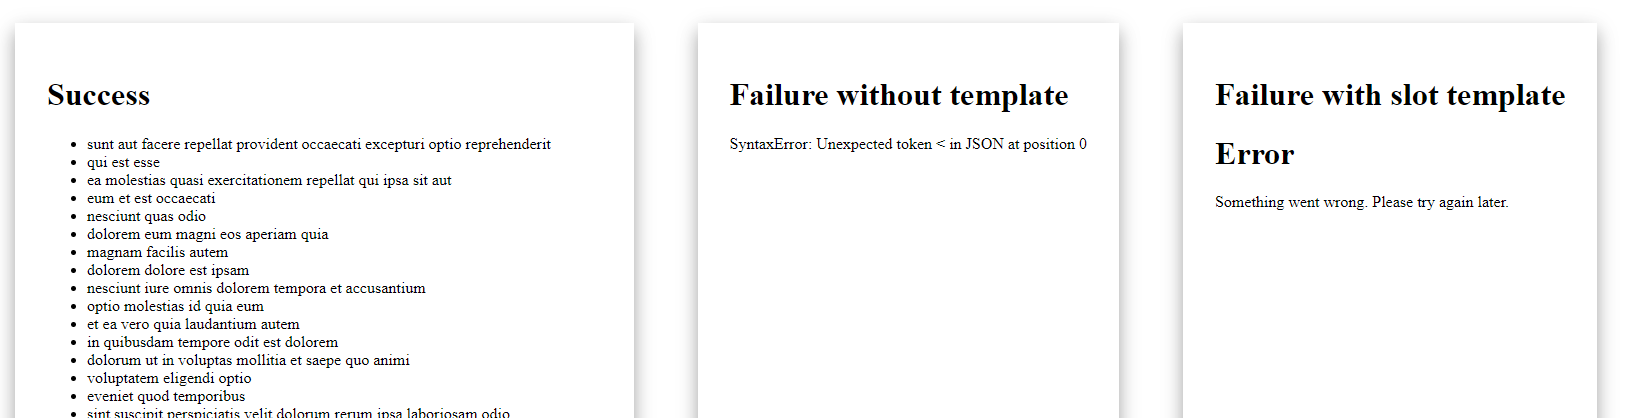 Success
sunt aut facere repellat provident occaecati excepturi optio reprehenderit
qui est esse
ea molestias quasi exercitationem repellat qui ipsa sit aut
eum et est occaecati
nesciunt quas odio
dolorem eum magni eos aperiam quia
magnam facilis autem
dolorem dolore est ipsam
nesciunt iure omnis dolorem tempora et accusantium
optio molestias id quia eum
et ea vero quia laudantium autem
in quibusdam tempore odit est dolorem
dolorum ut in voluptas mollitia et saepe quo animi
voluptatem eligendi optio
eveniet quod temporibus
sint suscipit perspiciatis velit dolorum rerum ipsa laboriosam odio
Failure without template
SyntaxError: Unexpected token < in JSON at position 0
Failure with slot template
Error
Something went wrong. Please try again later.